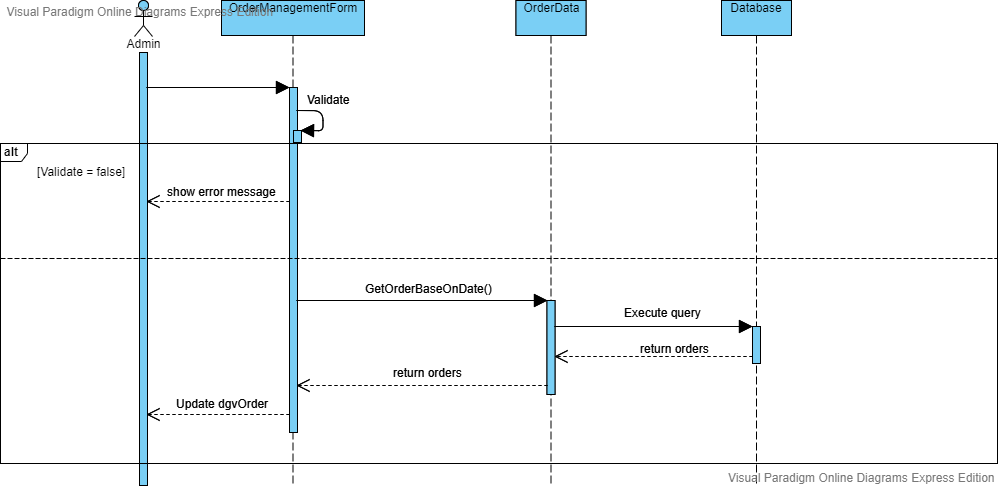 Visual Paradigm Online Diagrams Express Edition
OrderManagementForm
OrderData
Database
Admin
Validate
alt
[Validate = false]
show error message
GetOrderBaseOnDate()
Execute query
return orders
return orders
Update dgvOrder
Visual Paradigm Online Diagrams Express Edition